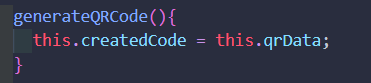 generateQRCode(){
this.createdCode = this.qrData;
}